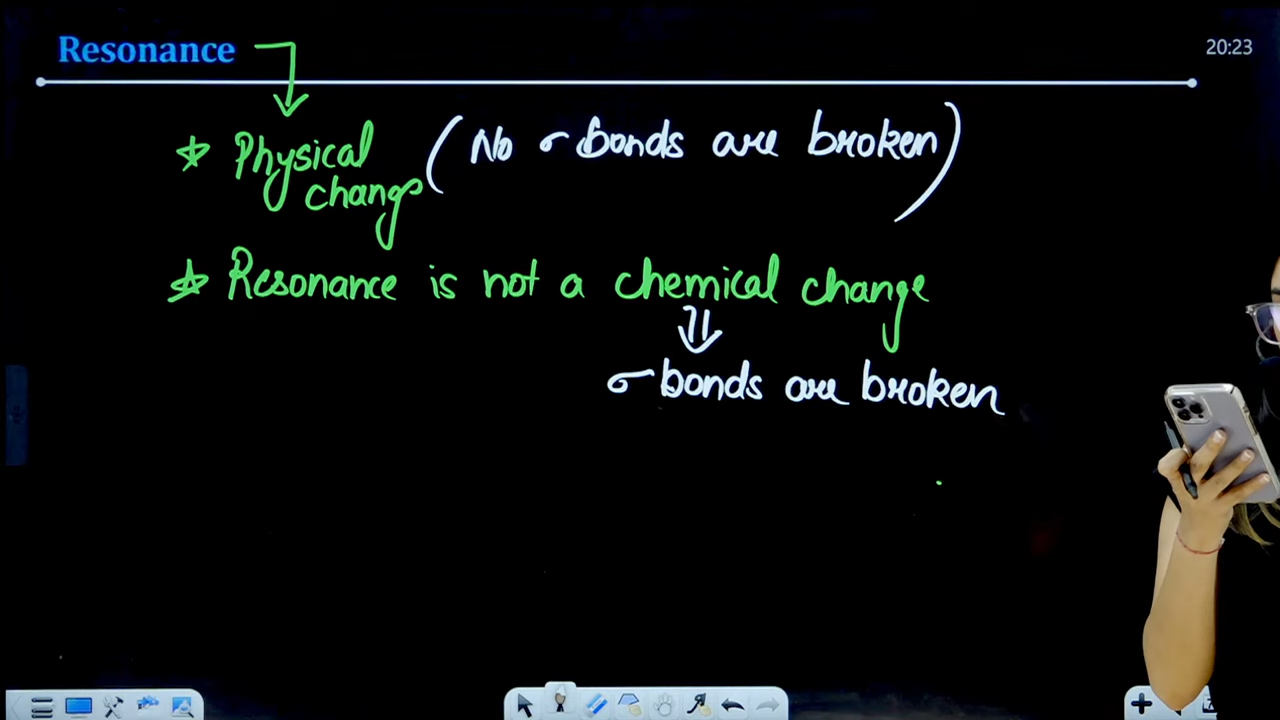 Resonance
20:23
Physical (No σ bonds are broken)
change
Resonance is not a chemical change
σ bonds are broken